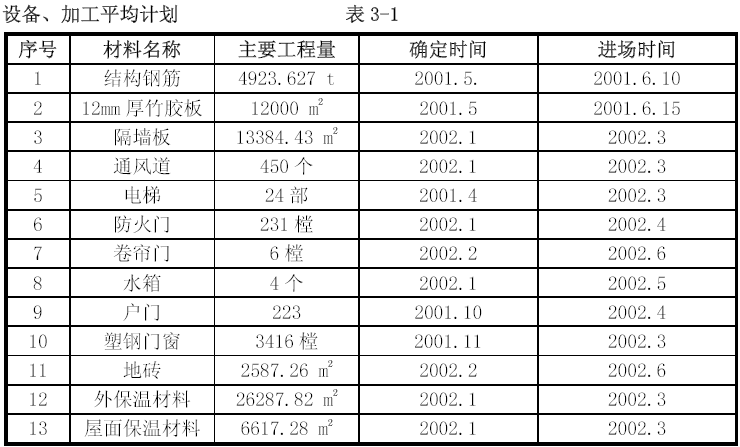 设备、加工平均计划 表 3-1
序号 材料名称 主要工程量 确定时间 进场时间
1 结构钢筋 4923.627 t 2001.5. 2001.6.10
2 12mm 厚竹胶板 12000 m² 2001.5 2001.6.15
3 隔墙板 13384.43 m² 2002.1 2002.3
4 通风道 450 个 2002.1 2002.3
5 电梯 24 部 2001.4 2002.3
6 防火门 231 樘 2002.1 2002.4
7 卷帘门 6 樘 2002.2 2002.6
8 水箱 4 个 2002.1 2002.5
9 户门 223 2001.10 2002.4
10 塑钢门窗 3416 樘 2001.11 2002.3
11 地砖 2587.26 m² 2002.2 2002.6
12 外保温材料 26287.82 m² 2002.1 2002.3
13 屋面保温材料 6617.28 m² 2002.1 2002.3